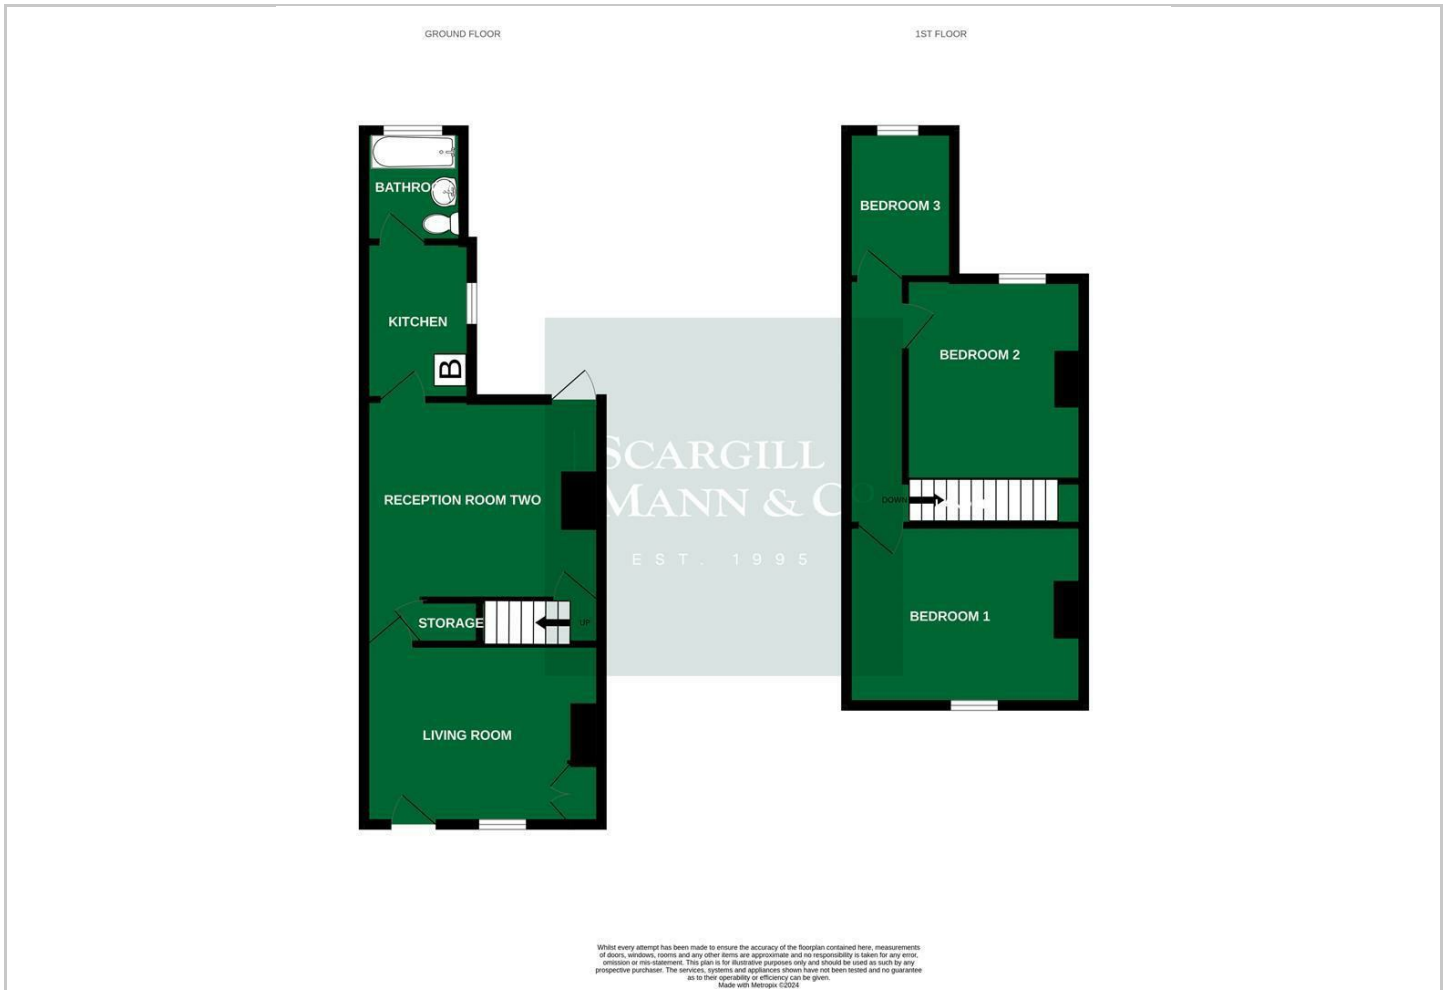 GROUND FLOOR
1ST FLOOR
BATHROO
KITCHEN
B
RECEPTION ROOM TWO
STORAGE
UP
LIVING ROOM
BEDROOM 3
BEDROOM 2
DOWN
BEDROOM 1
SCARGILL
MANN & CO
EST. 1995
Whilst every attempt has been made to ensure the accuracy of the floorplan contained here, measurements
of doors, windows, rooms and any other items are approximate and no responsibility is taken for any error,
omission or mis-statement. This plan is for illustrative purposes only and should be used as such by any
prospective purchaser. The services, systems and appliances shown have not been tested and no guarantee
as to their operability or efficiency can be given.
Made with Metropix ©2024